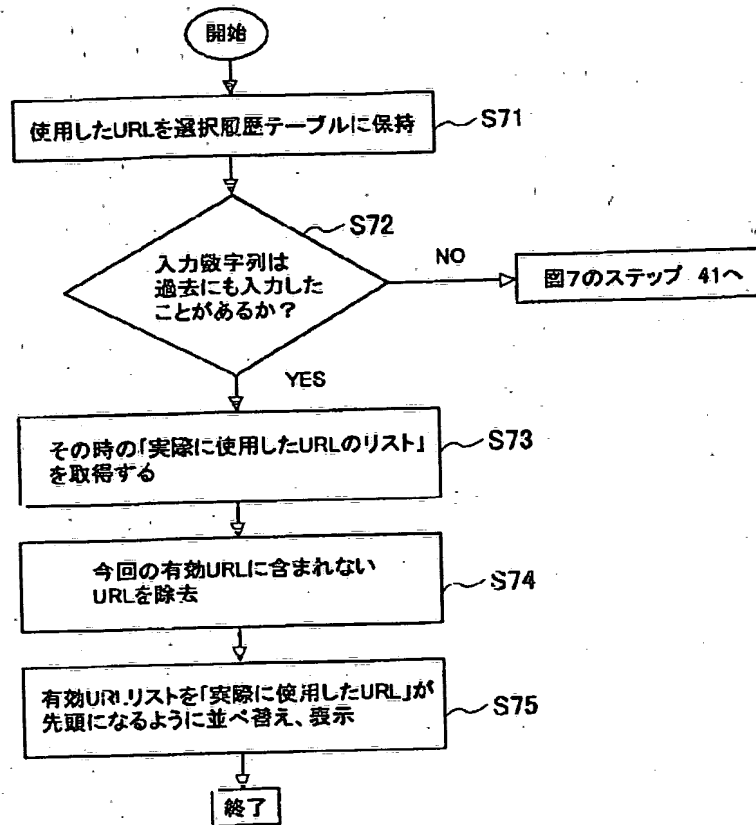 開始
使用したURLを選択履歴テーブルに保持
S71
S72
入力数字列は
過去にも入力した
ことがあるか？
NO
図7のステップ 41へ
YES
その時の「実際に使用したURLのリスト」
を取得する
S73
今回の有効URLに含まれない
URLを除去
S74
有効URLリストを「実際に使用したURL」が
先頭になるように並べ替え、表示
S75
終了